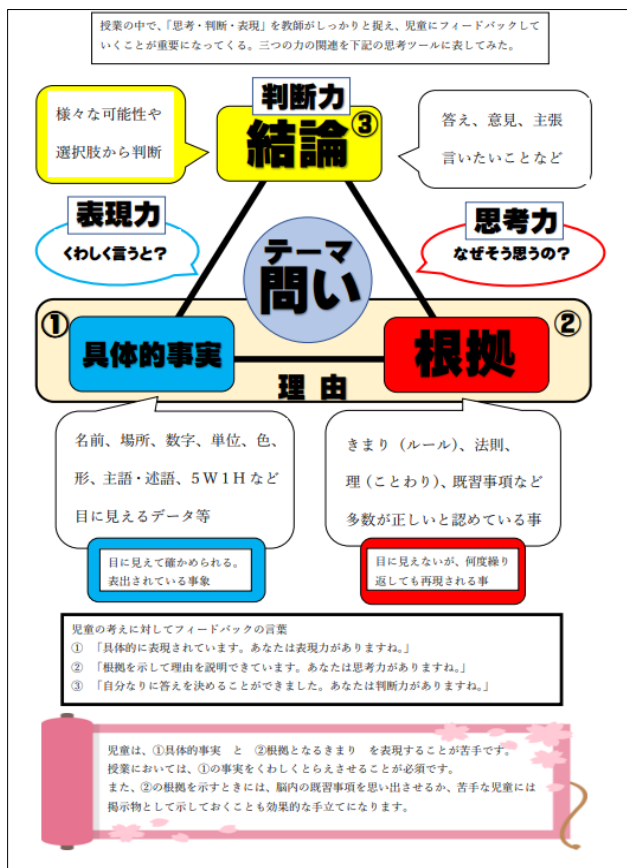 授業の中で、「思考・判断・表現」を教師がしっかりと捉え、児童にフィードバックして
いくことが重要になってくる。三つの力の関連を下記の思考ツールに表してみた。
判断力
結論
③
様々な可能性や
選択肢から判断
答え、意見、主張
言いたいことなど
表現力
くわしく言うと？
思考力
なぜそう思うの？
テーマ
問い
①
具体的事実
②
根拠
理由
名前、場所、数字、単位、色、
形、主語・述語、５Ｗ１Ｈなど
目に見えるデータ等
きまり（ルール）、法則、
理（ことわり）、既習事項など
多数が正しいと認めている事
目に見えて確かめられる。
表出されている事象
目に見えないが、何度繰り
返しても再現される事
児童の考えに対してフィードバックの言葉
①　「具体的に表現されています。あなたは表現力がありますね。」
②　「根拠を示して理由を説明できています。あなたは思考力がありますね。」
③　「自分なりに答えを決めることができました。あなたは判断力がありますね。」
児童は、①具体的事実　と　②根拠となるきまり　を表現することが苦手です。
授業においては、①の事実をくわしくとらえさせることが必須です。
また、②の根拠を示すときには、脳内の既習事項を思い出させるか、苦手な児童には
掲示物として示しておくことも効果的な手立てになります。